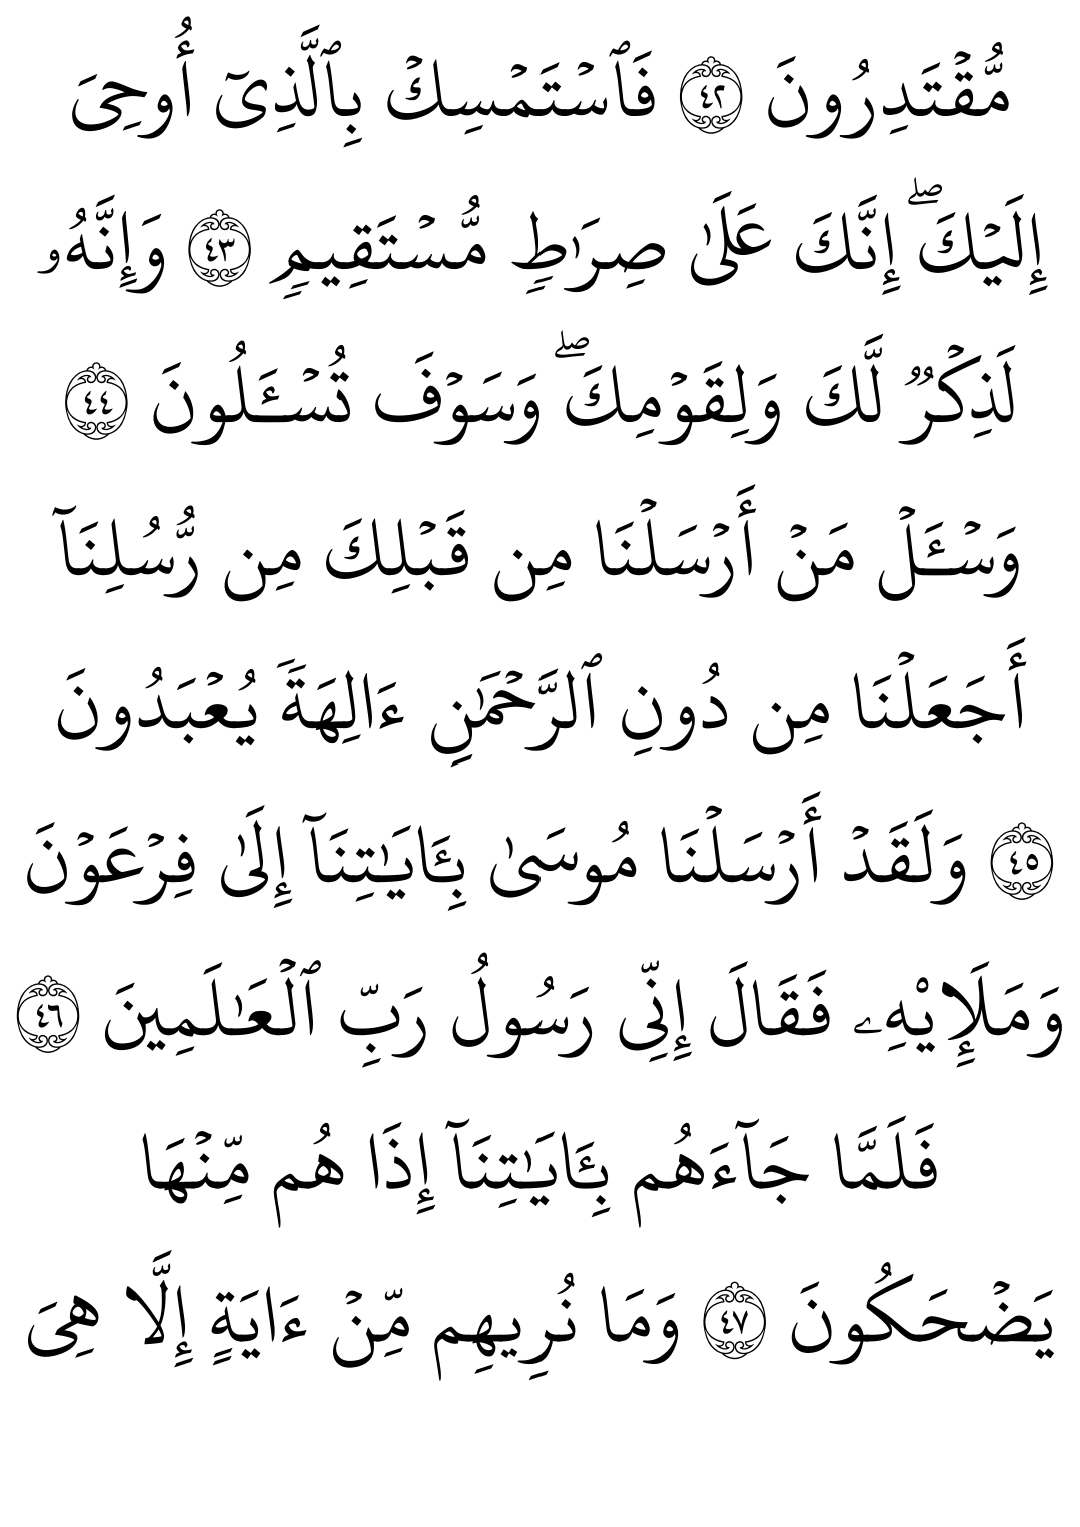 مُّقۡتَدِرُونَ ٤٢ فَٱسۡتَمۡسِكۡ بِٱلَّذِيٓ أُوحِيَ
إِلَيۡكَۖ إِنَّكَ عَلَىٰ صِرَٰطٖ مُّسۡتَقِيمٖ ٤٣ وَإِنَّهُۥ
لَذِكۡرٞ لَّكَ وَلِقَوۡمِكَۖ وَسَوۡفَ تُسۡـَٔلُونَ ٤٤
وَسۡـَٔلۡ مَنۡ أَرۡسَلۡنَا مِن قَبۡلِكَ مِن رُّسُلِنَآ
أَجَعَلۡنَا مِن دُونِ ٱلرَّحۡمَٰنِ ءَالِهَةٗ يُعۡبَدُونَ
٤٥ وَلَقَدۡ أَرۡسَلۡنَا مُوسَىٰ بِـَٔايَٰتِنَآ إِلَىٰ فِرۡعَوۡنَ
وَمَلَإِيْهِۦ فَقَالَ إِنِّي رَسُولُ رَبِّ ٱلۡعَٰلَمِينَ ٤٦
فَلَمَّا جَآءَهُم بِـَٔايَٰتِنَآ إِذَا هُم مِّنۡهَا
يَضۡحَكُونَ ٤٧ وَمَا نُرِيهِم مِّنۡ ءَايَةٍ إِلَّا هِيَ